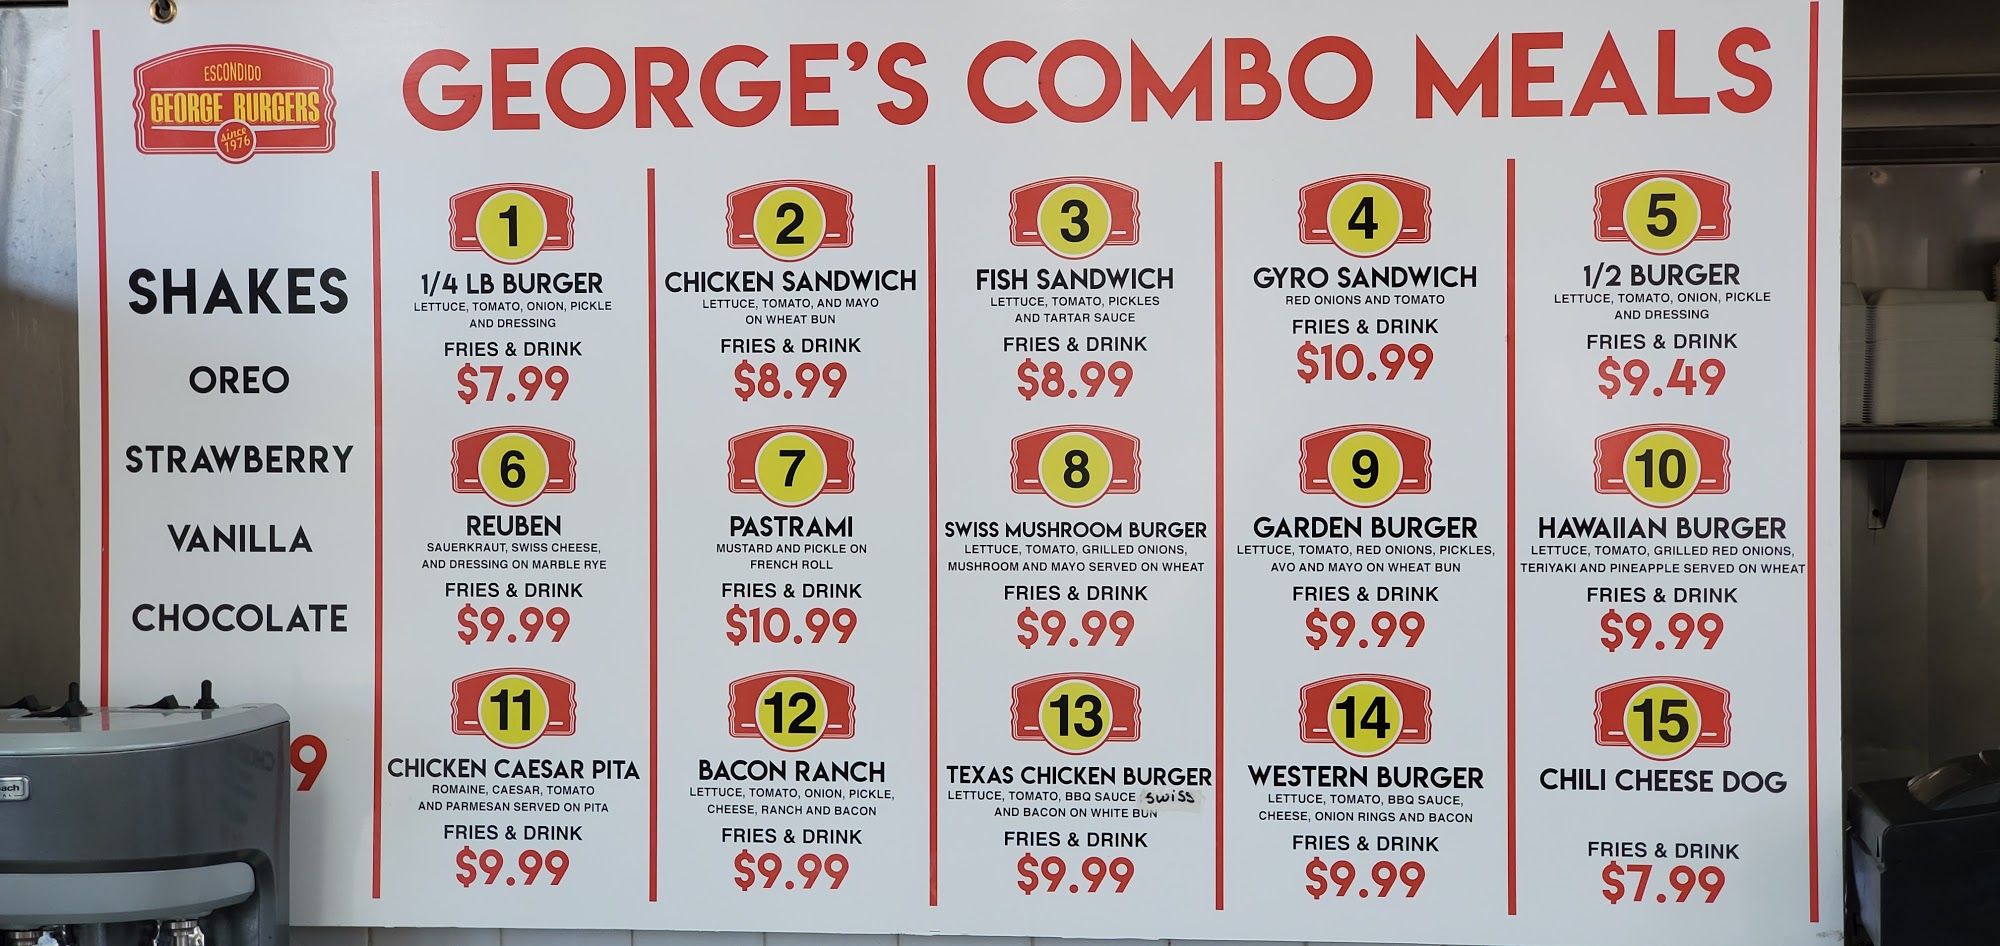 ESCONDIDO
GEORGE BURGERS
since
1976
GEORGE'S COMBO MEALS
SHAKES
OREO
STRAWBERRY
VANILLA
CHOCOLATE
9
1
1/4 LB BURGER
LETTUCE, TOMATO, ONION, PICKLE
AND DRESSING
FRIES & DRINK
$7.99
2
CHICKEN SANDWICH
LETTUCE, TOMATO, AND MAYO
ON WHEAT BUN
FRIES & DRINK
$8.99
3
FISH SANDWICH
LETTUCE, TOMATO, PICKLES
AND TARTAR SAUCE
FRIES & DRINK
$8.99
4
GYRO SANDWICH
RED ONIONS AND TOMATO
FRIES & DRINK
$10.99
5
1/2 BURGER
LETTUCE, TOMATO, ONION, PICKLE
AND DRESSING
FRIES & DRINK
$9.49
6
REUBEN
SAUERKRAUT, SWISS CHEESE,
AND DRESSING ON MARBLE RYE
FRIES & DRINK
$9.99
7
PASTRAMI
MUSTARD AND PICKLE ON
FRENCH ROLL
FRIES & DRINK
$10.99
8
SWISS MUSHROOM BURGER
LETTUCE, TOMATO, GRILLED ONIONS,
MUSHROOM AND MAYO SERVED ON WHEAT
FRIES & DRINK
$9.99
9
GARDEN BURGER
LETTUCE, TOMATO, RED ONIONS, PICKLES,
AVO AND MAYO ON WHEAT BUN
FRIES & DRINK
$9.99
10
HAWAIIAN BURGER
LETTUCE, TOMATO, GRILLED RED ONIONS,
TERIYAKI AND PINEAPPLE SERVED ON WHEAT
FRIES & DRINK
$9.99
11
CHICKEN CAESAR PITA
ROMAINE, CAESAR, TOMATO
AND PARMESAN SERVED ON PITA
FRIES & DRINK
$9.99
12
BACON RANCH
LETTUCE, TOMATO, ONION, PICKLE,
CHEESE, RANCH AND BACON
FRIES & DRINK
$9.99
13
TEXAS CHICKEN BURGER
LETTUCE, TOMATO, BBQ SAUCE swiss
AND BACON ON WHITE BUN
FRIES & DRINK
$9.99
14
WESTERN BURGER
LETTUCE, TOMATO, BBQ SAUCE,
CHEESE, ONION RINGS AND BACON
FRIES & DRINK
$9.99
15
CHILI CHEESE DOG
FRIES & DRINK
$7.99